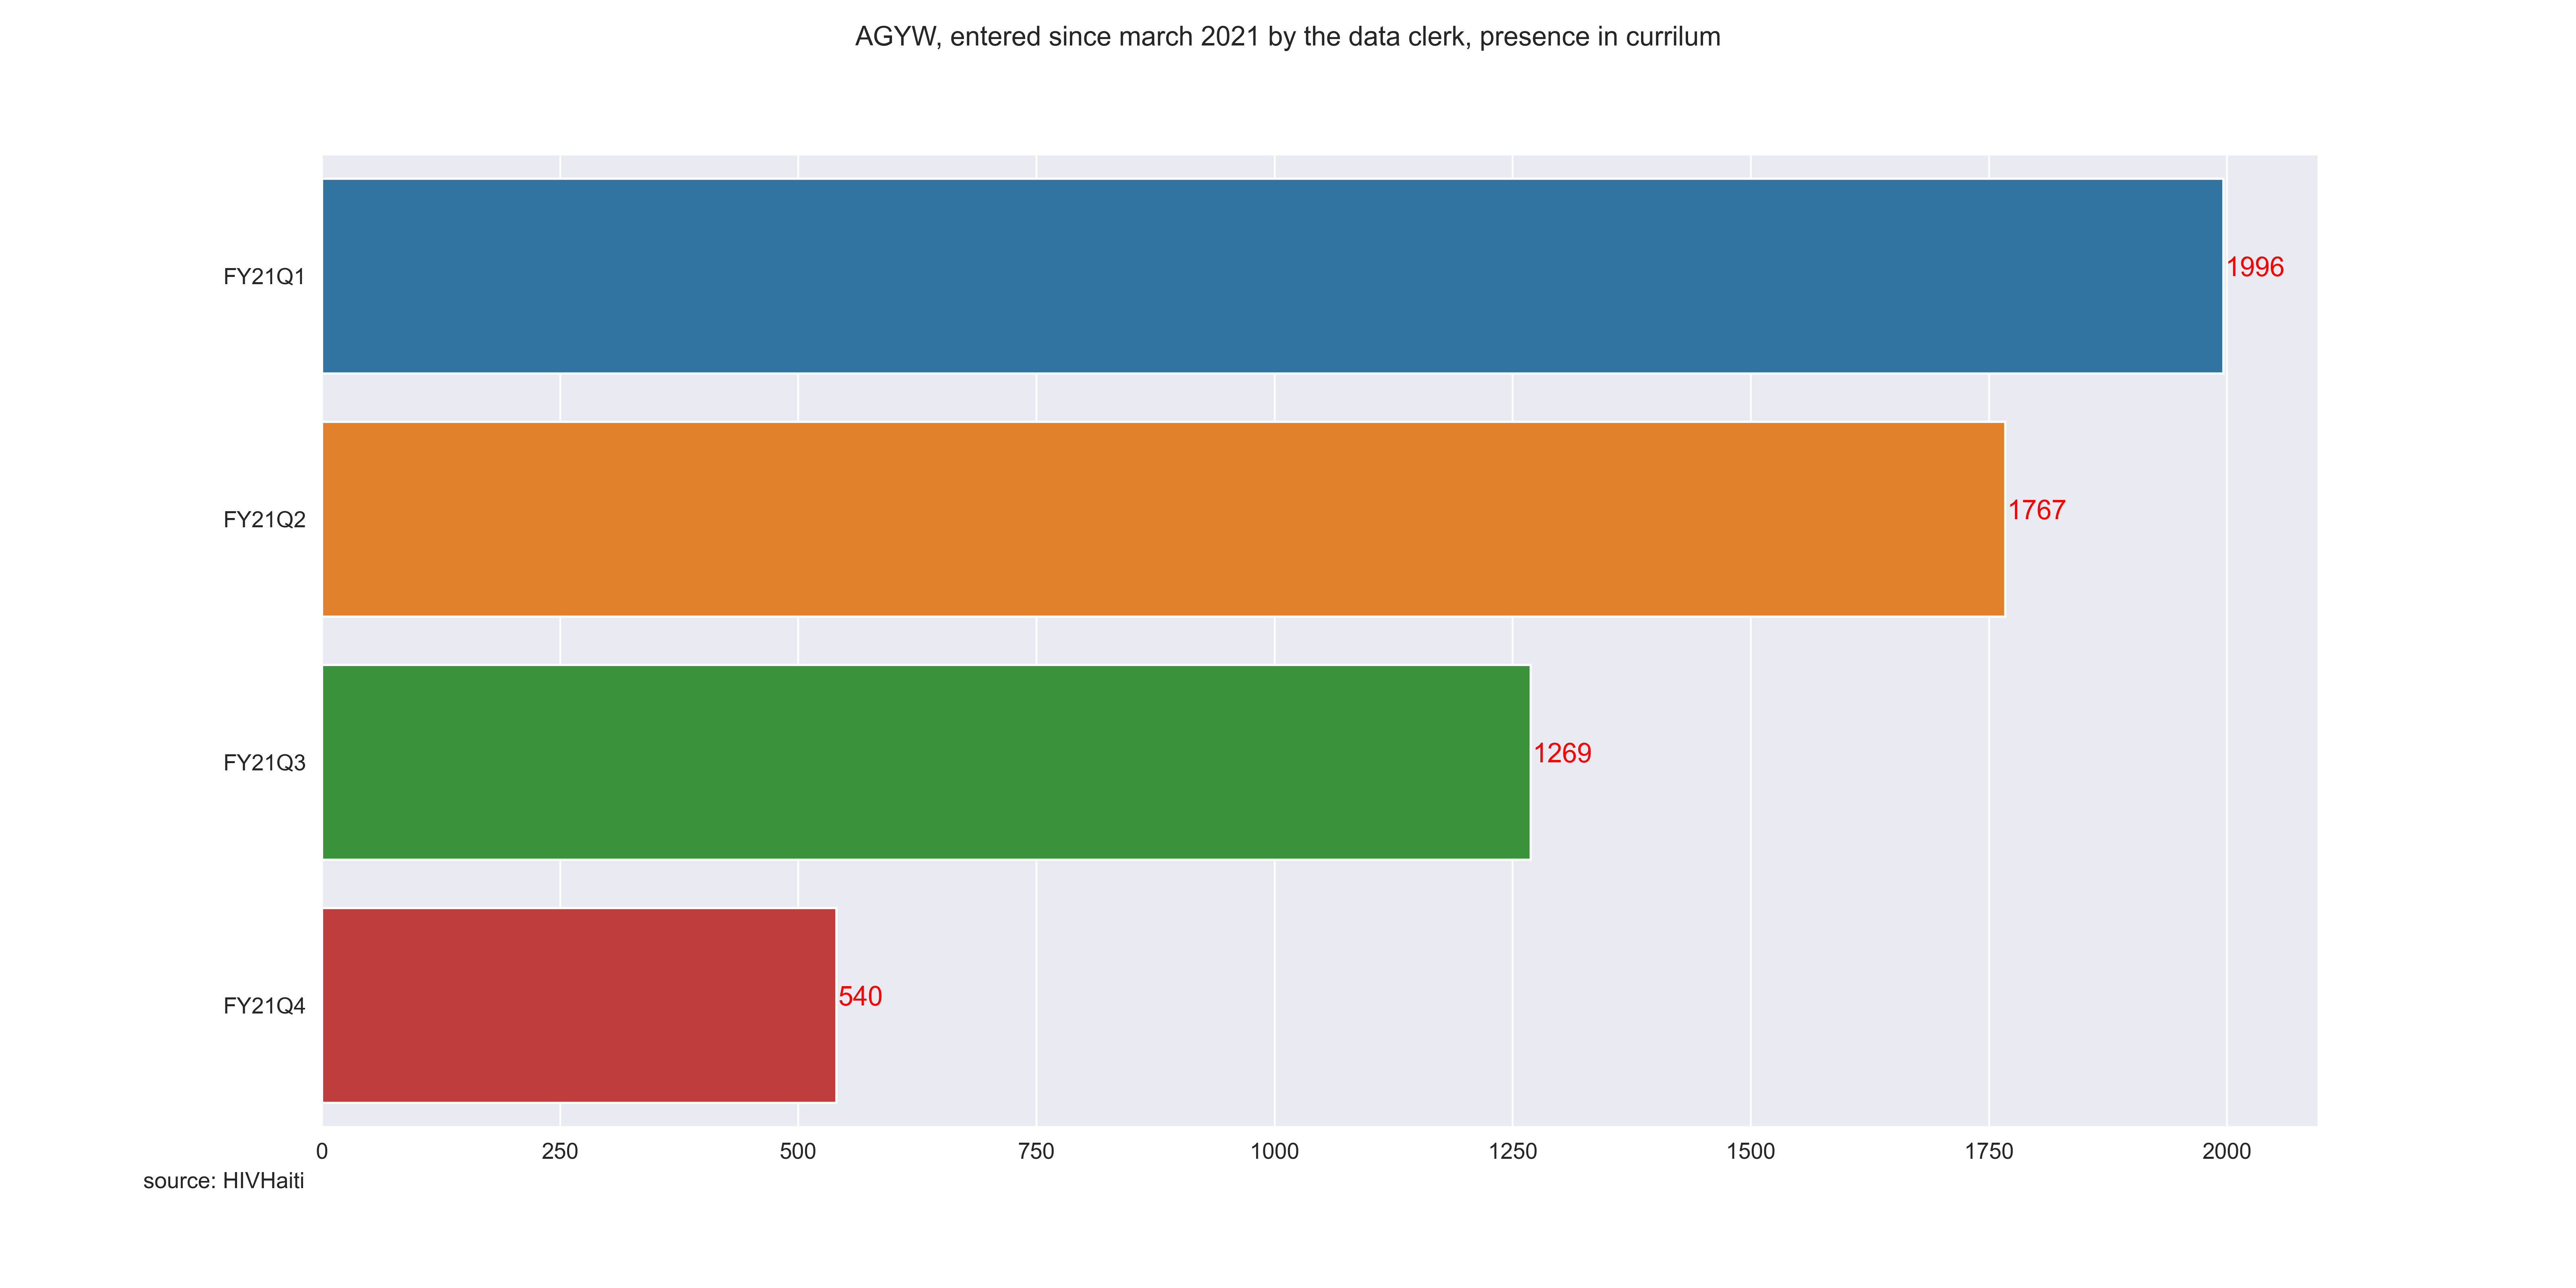 AGYW, entered since march 2021 by the data clerk, presence in currilum
FY21Q1
1996
FY21Q2
1767
FY21Q3
1269
FY21Q4
540
0 250 500 750 1000 1250 1500 1750 2000
source: HIVHaiti